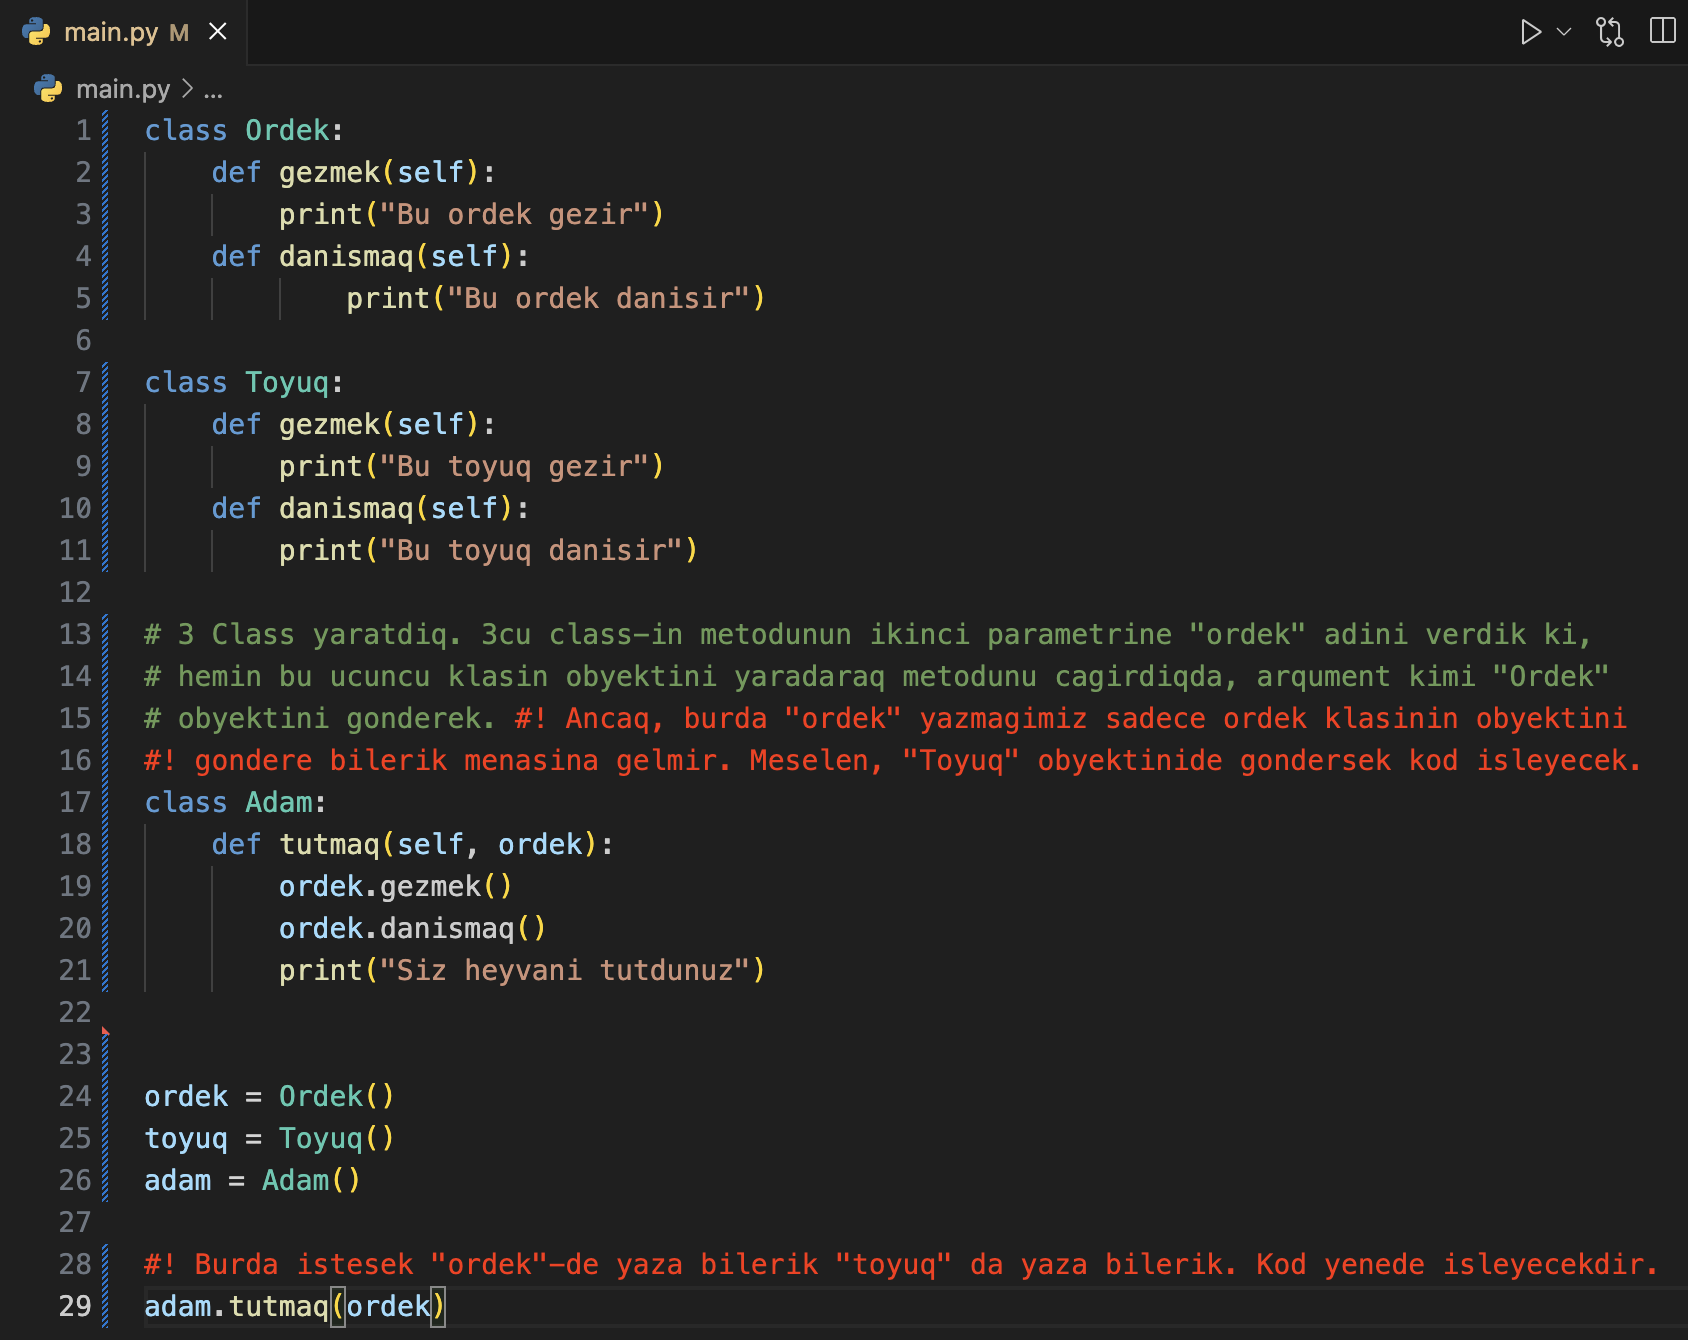 main.py M
main.py > ...
1 class Ordek:
2     def gezmek(self):
3         print("Bu ordek gezir")
4     def danismaq(self):
5             print("Bu ordek danisir")
6
7 class Toyuq:
8     def gezmek(self):
9         print("Bu toyuq gezir")
10     def danismaq(self):
11         print("Bu toyuq danisir")
12
13 # 3 Class yaratdiq. 3cu class-in metodunun ikinci parametrine "ordek" adini verdik ki,
14 # hemin bu ucuncu klasin obyektini yaradaraq metodunu cagirdiqda, arqument kimi "Ordek"
15 # obyektini gonderek. #! Ancaq, burda "ordek" yazmagimiz sadece ordek klasinin obyektini
16 #! gondere bilerik menasina gelmir. Meselen, "Toyuq" obyektinide gondersek kod isleyecek.
17 class Adam:
18     def tutmaq(self, ordek):
19         ordek.gezmek()
20         ordek.danismaq()
21         print("Siz heyvani tutdunuz")
22
23
24 ordek = Ordek()
25 toyuq = Toyuq()
26 adam = Adam()
27
28 #! Burda istesek "ordek"-de yaza bilerik "toyuq" da yaza bilerik. Kod yenede isleyecekdir.
29 adam.tutmaq(ordek)